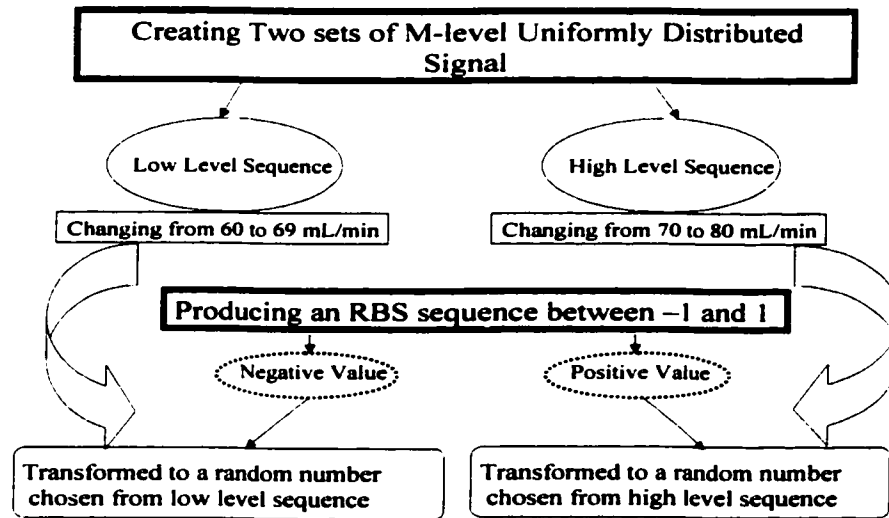 Creating Two sets of M-level Uniformly Distributed
Signal
Low Level Sequence
High Level Sequence
Changing from 60 to 69 mL/min
Changing from 70 to 80 mL/min
Producing an RBS sequence between –1 and 1
Negative Value
Positive Value
Transformed to a random number
chosen from low level sequence
Transformed to a random number
chosen from high level sequence